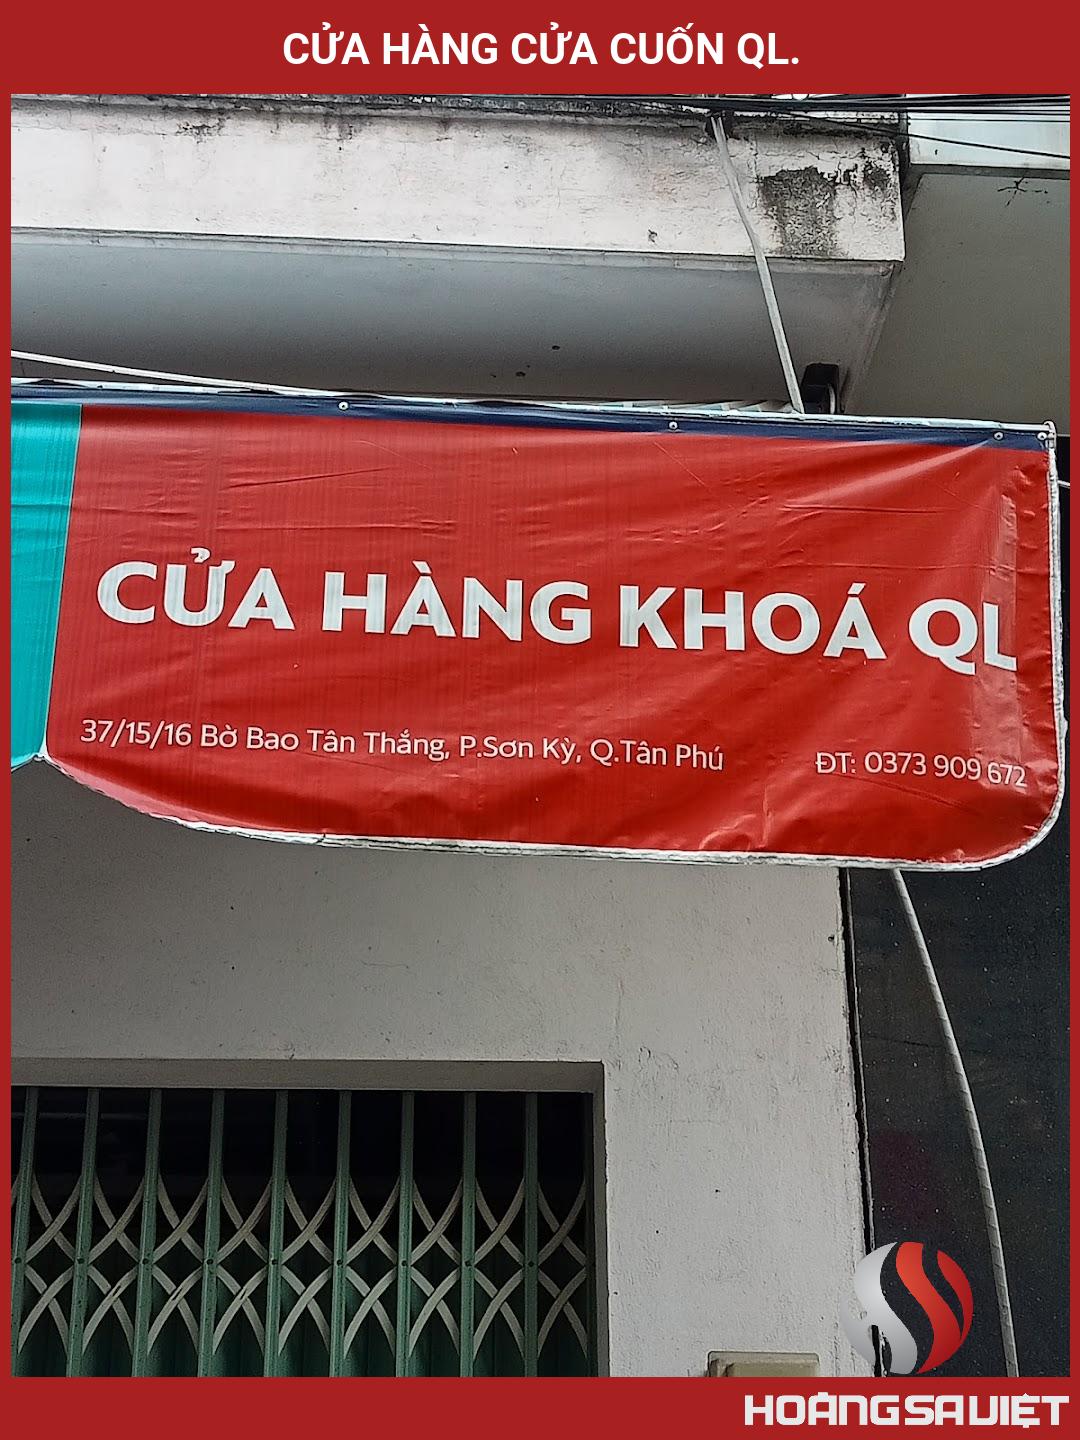 CỬA HÀNG CỬA CUỐN QL.
CỬA HÀNG KHOÁ QL
37/15/16 Bờ Bao Tân Thắng, P.Sơn Kỳ, Q.Tân Phú ĐT: 0373 909 672
HOÀNG SA VIỆT